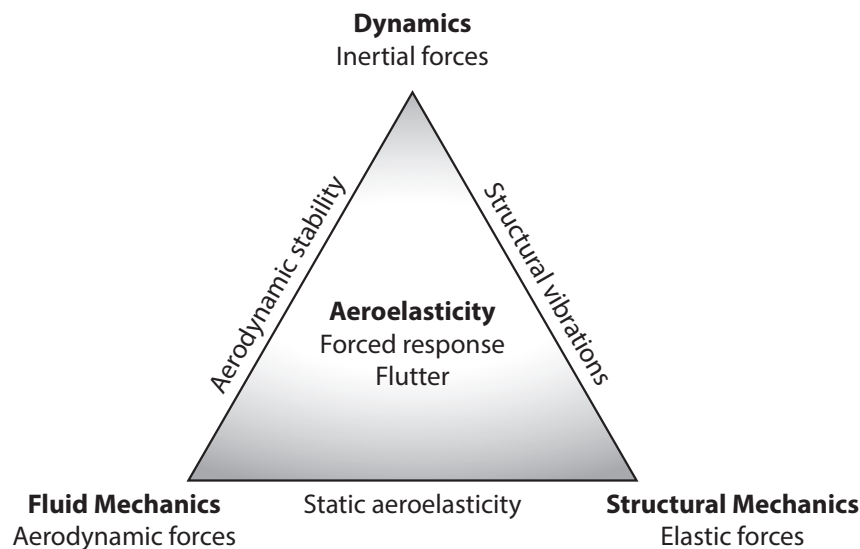 Dynamics
Inertial forces
Aerodynamic stability
Structural vibrations
Aeroelasticity
Forced response
Flutter
Fluid Mechanics
Aerodynamic forces
Static aeroelasticity
Structural Mechanics
Elastic forces